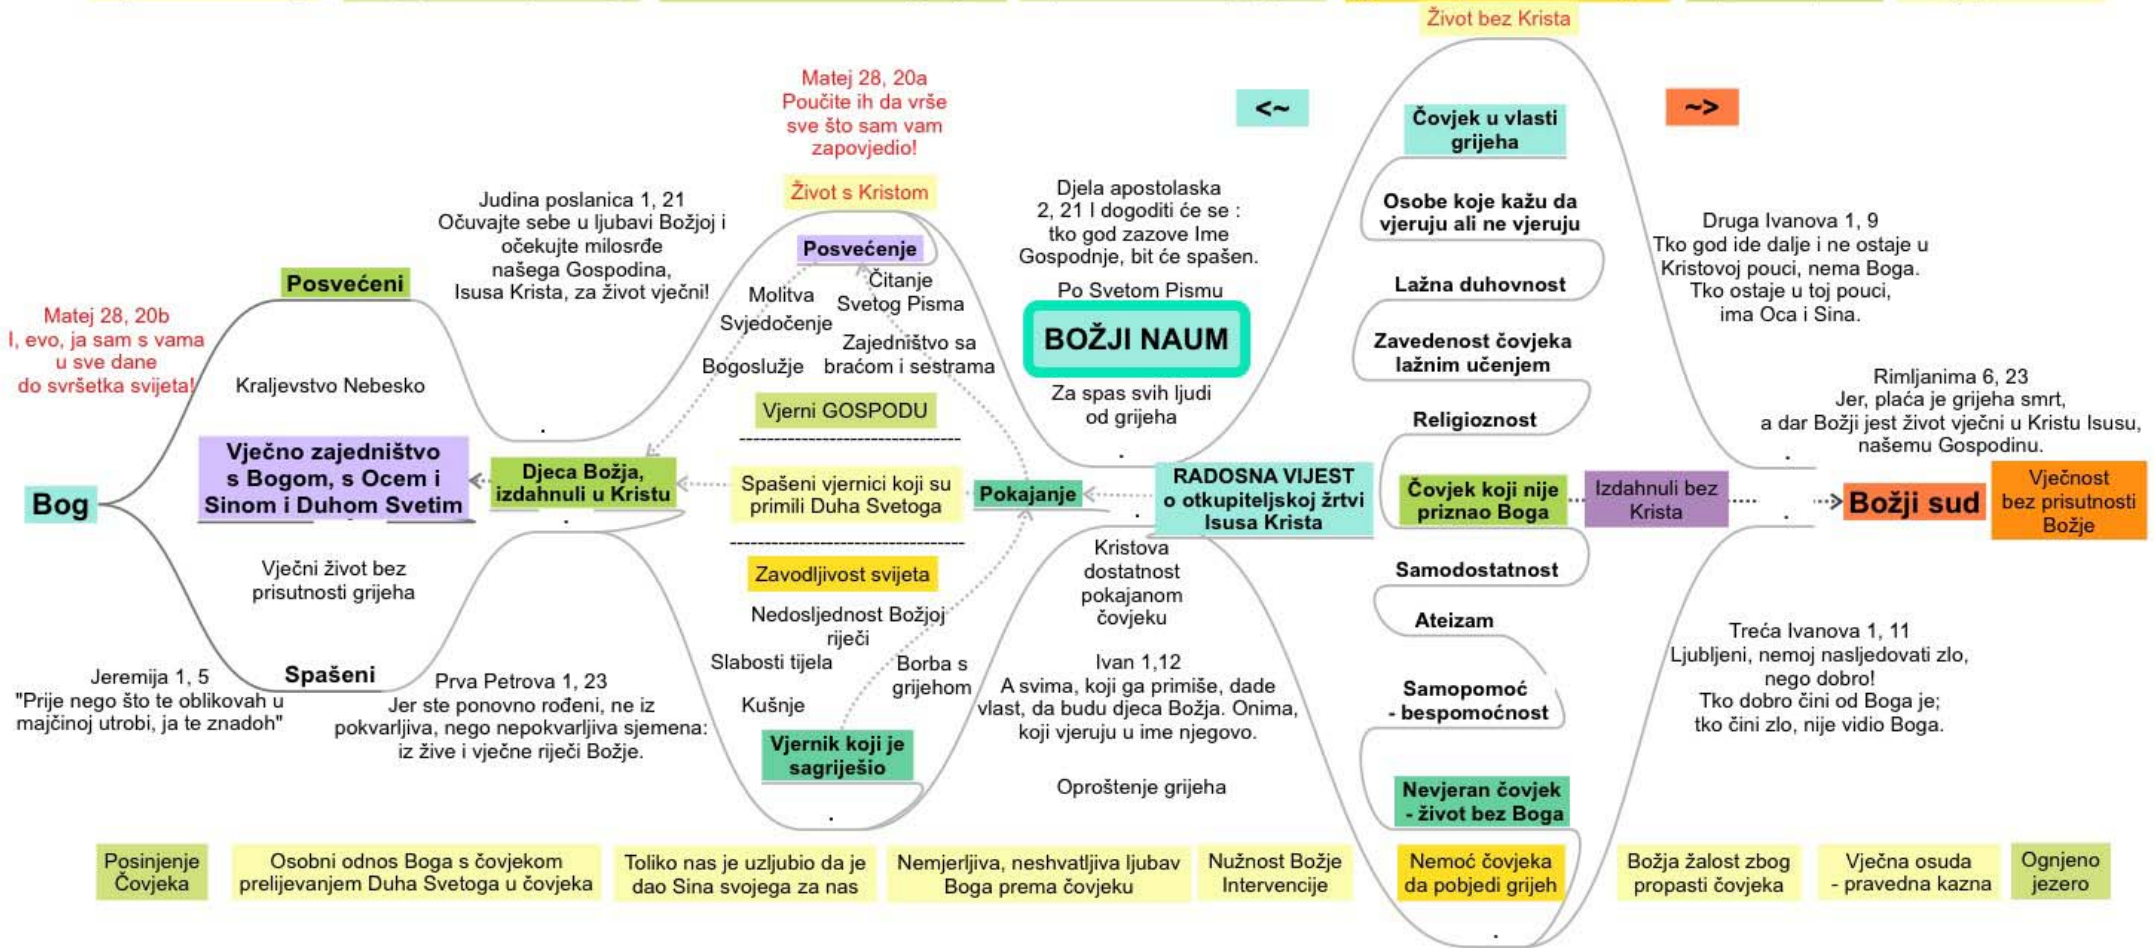 Život bez Krista
Matej 28, 20a
Poučite ih da vrše
sve što sam vam
zapovjedio!
<~
~>
Čovjek u vlasti
grijeha
Život s Kristom
Posvećenje
Judina poslanica 1, 21
Očuvajte sebe u ljubavi Božjoj i
očekujte milosrđe
našega Gospodina,
Isusa Krista, za život vječni!
Djela apostolaska
2, 21 I dogoditi će se :
tko god zazove Ime
Gospodnje, bit će spašen.
Po Svetom Pismu
BOŽJI NAUM
Za spas svih ljudi
od grijeha
Osobe koje kažu da
vjeruju ali ne vjeruju
Lažna duhovnost
Zavedenost čovjeka
lažnim učenjem
Religioznost
Druga Ivanova 1, 9
Tko god ide dalje i ne ostaje u
Kristovoj pouci, nema Boga.
Tko ostaje u toj pouci,
ima Oca i Sina.
Posvećeni
Matej 28, 20b
I, evo, ja sam s vama
u sve dane
do svršetka svijeta!
Kraljevstvo Nebesko
Molitva
Svjedočenje
Bogoslužje
Čitanje
Svetog Pisma
Zajedništvo sa
braćom i sestrama
Vjerni GOSPODU
---------------------------------
Rimljanima 6, 23
Jer, plaća je grijeha smrt,
a dar Božji jest život vječni u Kristu Isusu,
našemu Gospodinu.
Bog
Vječno zajedništvo
s Bogom, s Ocem i
Sinom i Duhom Svetim
Djeca Božja,
izdahnuli u Kristu
Spašeni vjernici koji su
primili Duha Svetoga
Pokajanje
RADOSNA VIJEST
o otkupiteljskoj žrtvi
Isusa Krista
Čovjek koji nije
priznao Boga
Izdahnuli bez
Krista
Božji sud
Vječnost
bez prisutnosti
Božje
-----------------------------------
Zavodljivost svijeta
Nedosljednost Božjoj
riječi
Slabosti tijela
Borba s
grijehom
Kušnje
Vjernik koji je
sagriješio
Vječni život bez
prisutnosti grijeha
Spašeni
Jeremija 1, 5
"Prije nego što te oblikovah u
majčinoj utrobi, ja te znadoh"
Prva Petrova 1, 23
Jer ste ponovno rođeni, ne iz
pokvarljiva, nego nepokvarljiva sjemena:
iz žive i vječne riječi Božje.
Kristova
dostatnost
pokajanom
čovjeku
Ivan 1,12
A svima, koji ga primiše, dade
vlast, da budu djeca Božja. Onima,
koji vjeruju u ime njegovo.
Oproštenje grijeha
Samodostatnost
Ateizam
Samopomoć
- bespomoćnost
Nevjeran čovjek
- život bez Boga
Treća Ivanova 1, 11
Ljubljeni, nemoj nasljedovati zlo,
nego dobro!
Tko dobro čini od Boga je;
tko čini zlo, nije vidio Boga.
Posinjenje
Čovjeka
Osobni odnos Boga s čovjekom
prelijevanjem Duha Svetoga u čovjeka
Toliko nas je uzljubio da je
dao Sina svojega za nas
Nemjerljiva, neshvatljiva ljubav
Boga prema čovjeku
Nužnost Božje
Intervencije
Nemoć čovjeka
da pobjedi grijeh
Božja žalost zbog
propasti čovjeka
Vječna osuda
- pravedna kazna
Ognjeno
jezero